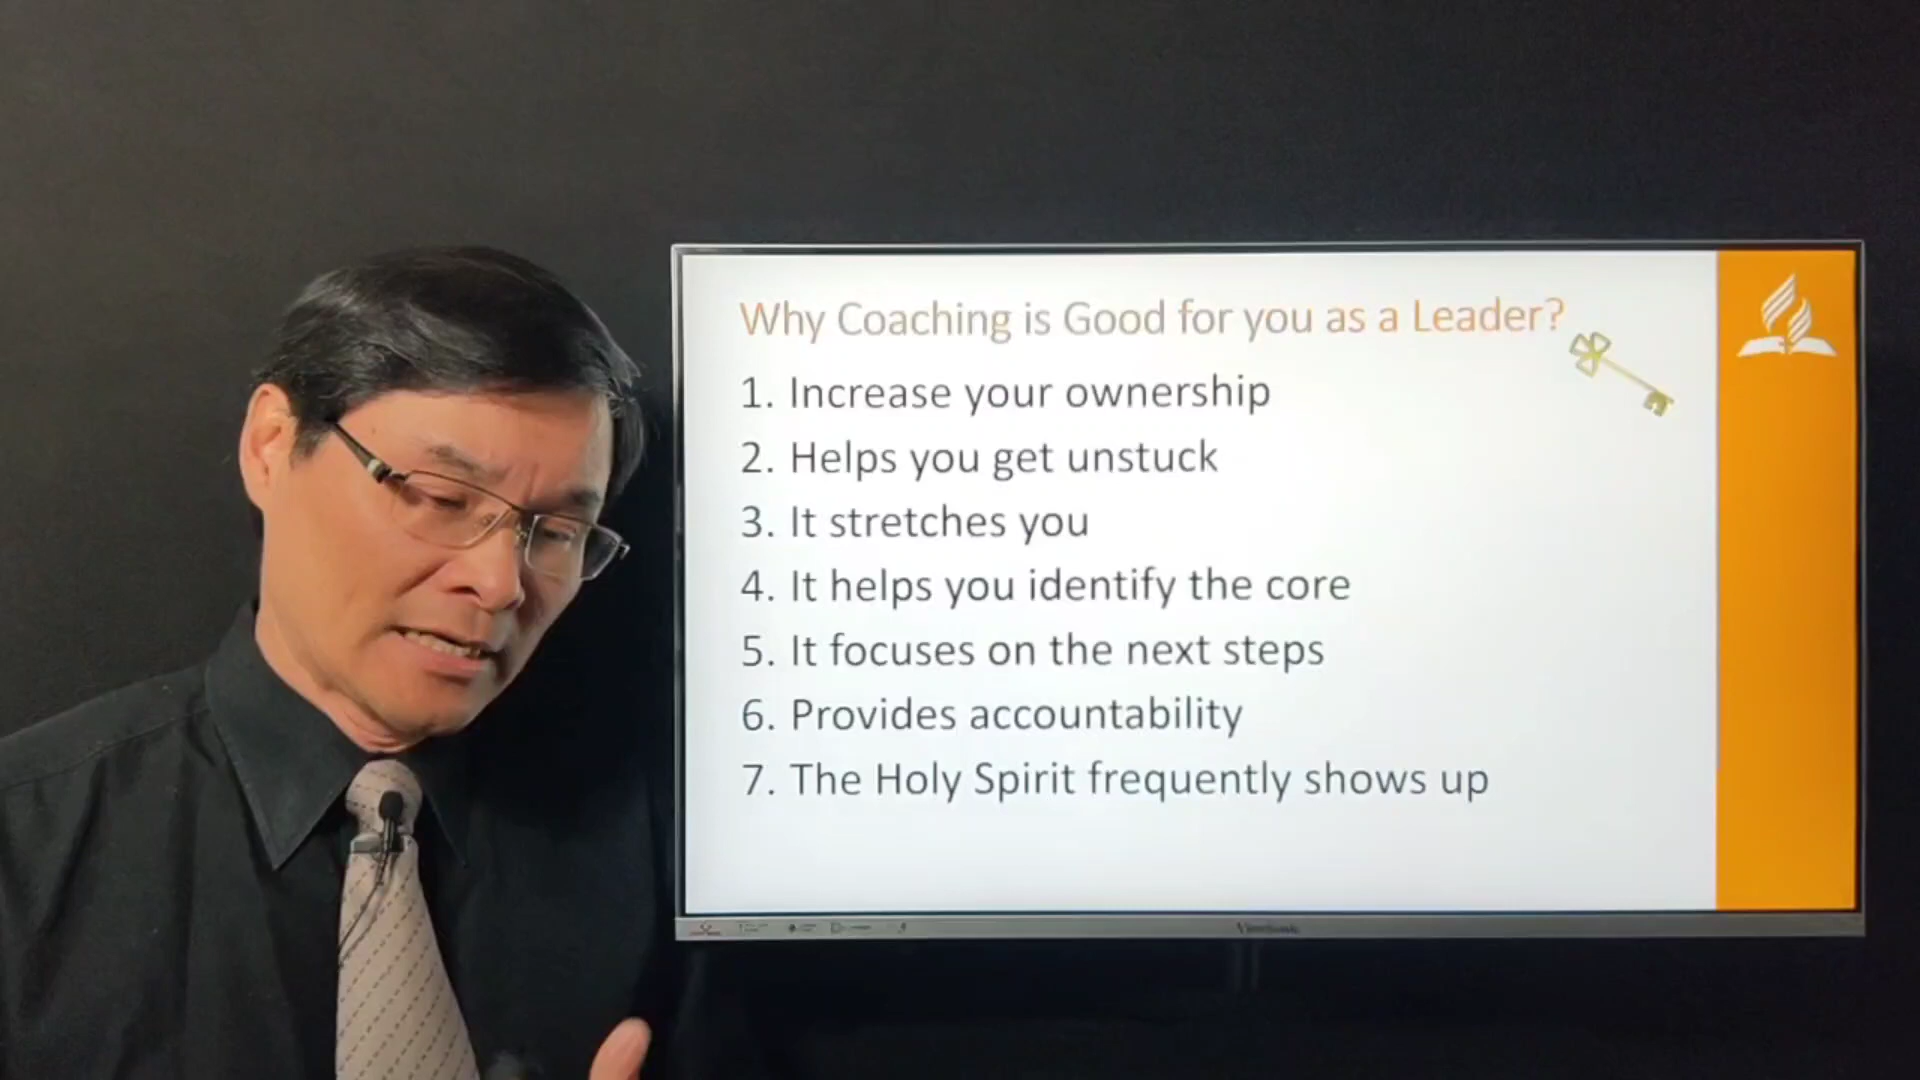 Why Coaching is Good for you as a Leader?
1. Increase your ownership
2. Helps you get unstuck
3. It stretches you
4. It helps you identify the core
5. It focuses on the next steps
6. Provides accountability
7. The Holy Spirit frequently shows up
ViewSonic